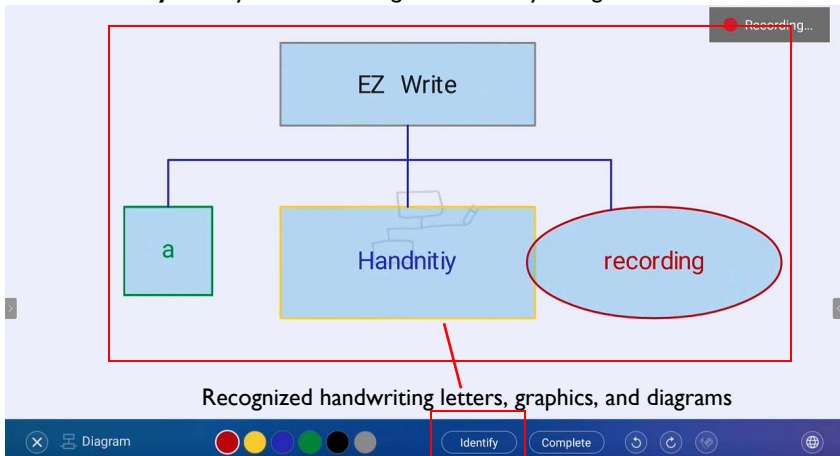 Recording...
EZ Write
a Handnitiy recording
Recognized handwriting letters, graphics, and diagrams
Diagram Identify Complete